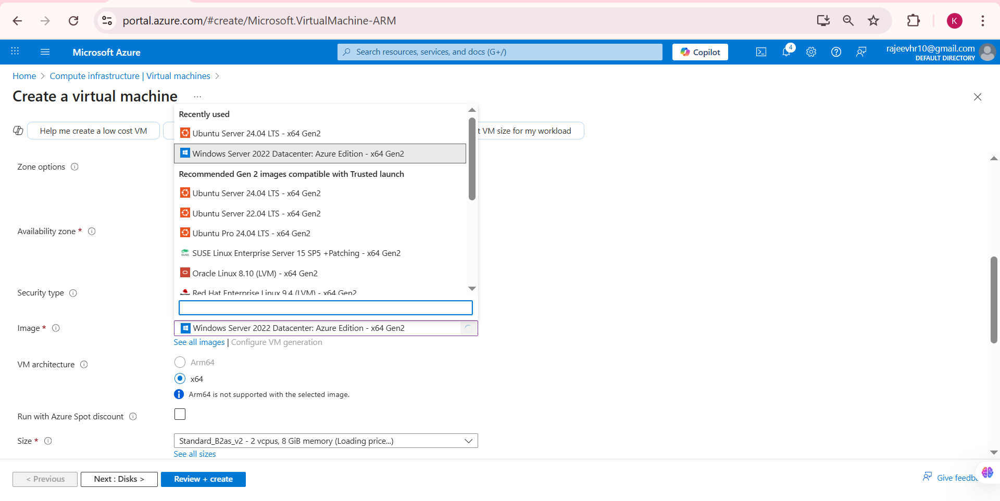 portal.azure.com/#create/Microsoft.VirtualMachine-ARM
K
Microsoft Azure
Search resources, services, and docs (G+/)
Copilot
4
rajeevhr10@gmail.com
DEFAULT DIRECTORY
Home > Compute infrastructure | Virtual machines >
Create a virtual machine ...
Help me create a low cost VM
t VM size for my workload
Recently used
Ubuntu Server 24.04 LTS - x64 Gen2
Windows Server 2022 Datacenter: Azure Edition - x64 Gen2
Recommended Gen 2 images compatible with Trusted launch
Ubuntu Server 24.04 LTS - x64 Gen2
Ubuntu Server 22.04 LTS - x64 Gen2
Ubuntu Pro 24.04 LTS - x64 Gen2
SUSE Linux Enterprise Server 15 SP5 +Patching - x64 Gen2
Oracle Linux 8.10 (LVM) - x64 Gen2
Red Hat Enterprise Linux 9.4 (LVM) - x64 Gen2
Zone options
Availability zone *
Security type
Image *
Windows Server 2022 Datacenter: Azure Edition - x64 Gen2
See all images | Configure VM generation
VM architecture
Arm64
x64
Arm64 is not supported with the selected image.
Run with Azure Spot discount
Size *
Standard_B2as_v2 - 2 vcpus, 8 GiB memory (Loading price...)
See all sizes
< Previous
Next : Disks >
Review + create
Give feedba